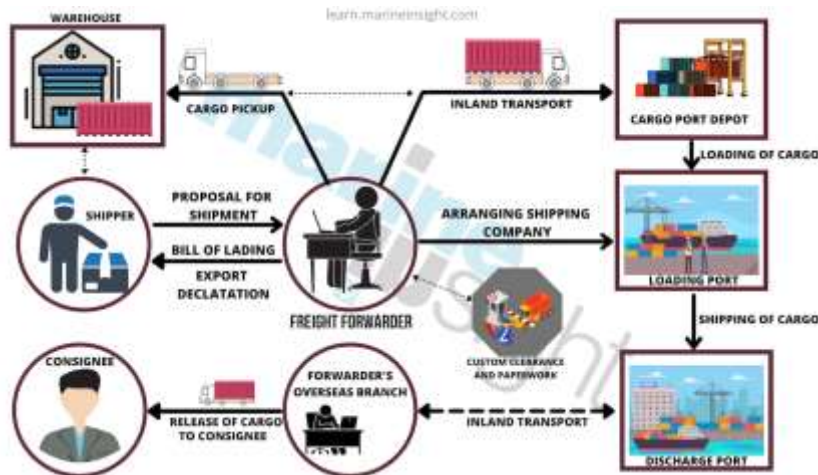 learn.marineinsight.com
WAREHOUSE
CARGO PICKUP
INLAND TRANSPORT
CARGO PORT DEPOT
LOADING OF CARGO
SHIPPER
PROPOSAL FOR
SHIPMENT
BILL OF LADING
EXPORT
DECLATATION
FREIGHT FORWARDER
ARRANGING SHIPPING
COMPANY
LOADING PORT
SHIPPING OF CARGO
CUSTOM CLEARANCE
AND PAPERWORK
CONSIGNEE
RELEASE OF CARGO
TO CONSIGNEE
FORWARDER'S
OVERSEAS BRANCH
INLAND TRANSPORT
DISCHARGE PORT
marine
insight